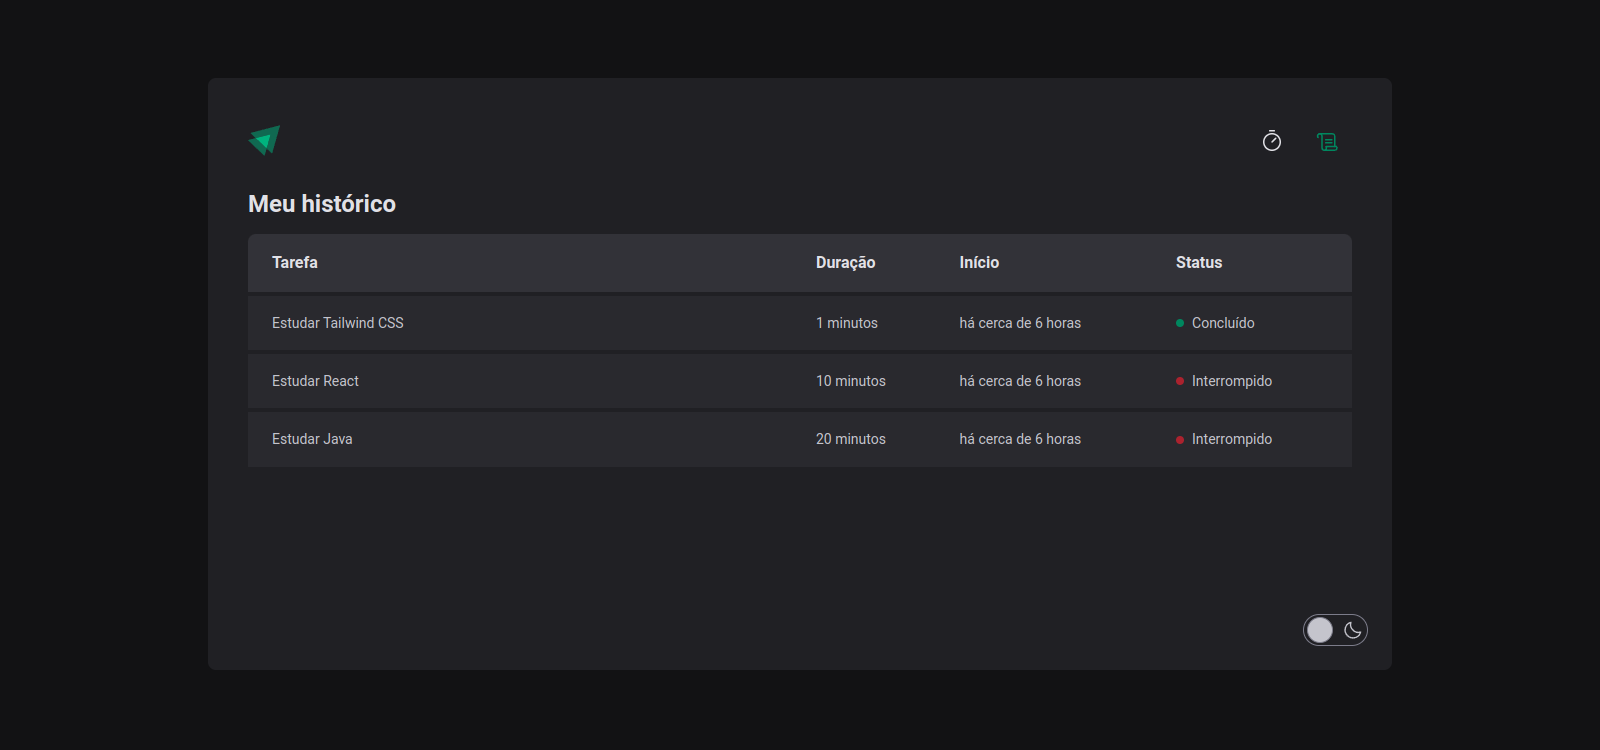 Meu histórico
Tarefa Duração Início Status
Estudar Tailwind CSS 1 minutos há cerca de 6 horas Concluído
Estudar React 10 minutos há cerca de 6 horas Interrompido
Estudar Java 20 minutos há cerca de 6 horas Interrompido